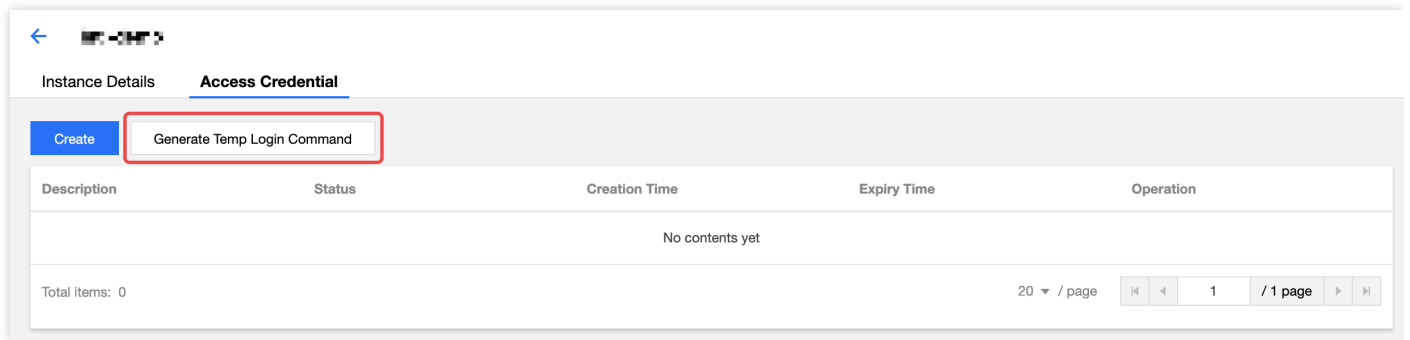 Instance Details Access Credential
Create Generate Temp Login Command
Description Status Creation Time Expiry Time Operation
No contents yet
Total items: 0 20 / page 1 / 1 page